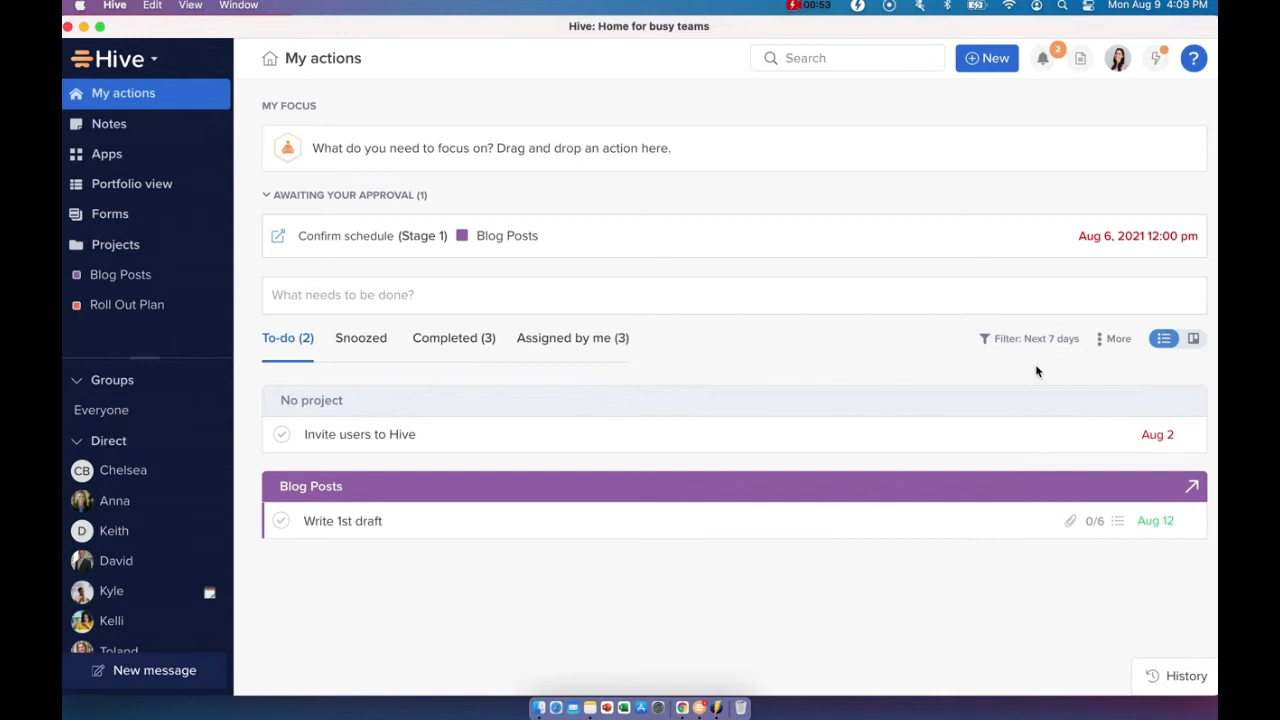 Hive Edit View Window 00:53 Mon Aug 9 4:09 PM
Hive: Home for busy teams
Hive
My actions
Notes
Apps
Portfolio view
Forms
Projects
Blog Posts
Roll Out Plan
Groups
Everyone
Direct
CB Chelsea
Anna
D Keith
David
Kyle
Kelli
Toland
New message
My actions
Search
New
2
?
MY FOCUS
What do you need to focus on? Drag and drop an action here.
AWAITING YOUR APPROVAL (1)
Confirm schedule (Stage 1) Blog Posts Aug 6, 2021 12:00 pm
What needs to be done?
To-do (2) Snoozed Completed (3) Assigned by me (3) Filter: Next 7 days More
No project
Invite users to Hive Aug 2
Blog Posts
Write 1st draft 0/6 Aug 12
History